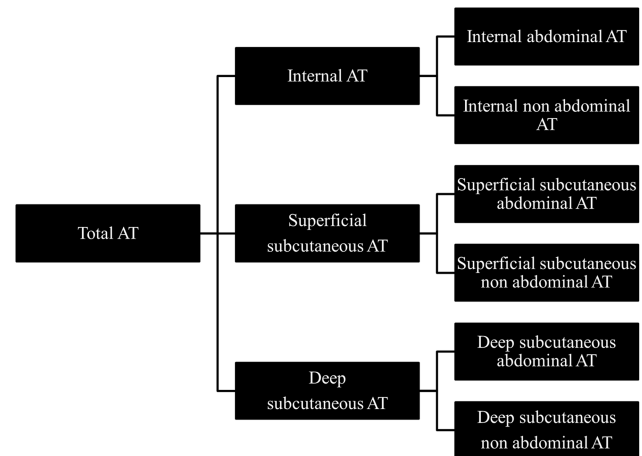 Total AT
Internal AT
Internal abdominal AT
Internal non abdominal
AT
Superficial
subcutaneous AT
Superficial subcutaneous
abdominal AT
Superficial subcutaneous
non abdominal AT
Deep
subcutaneous AT
Deep subcutaneous
abdominal AT
Deep subcutaneous
non abdominal AT